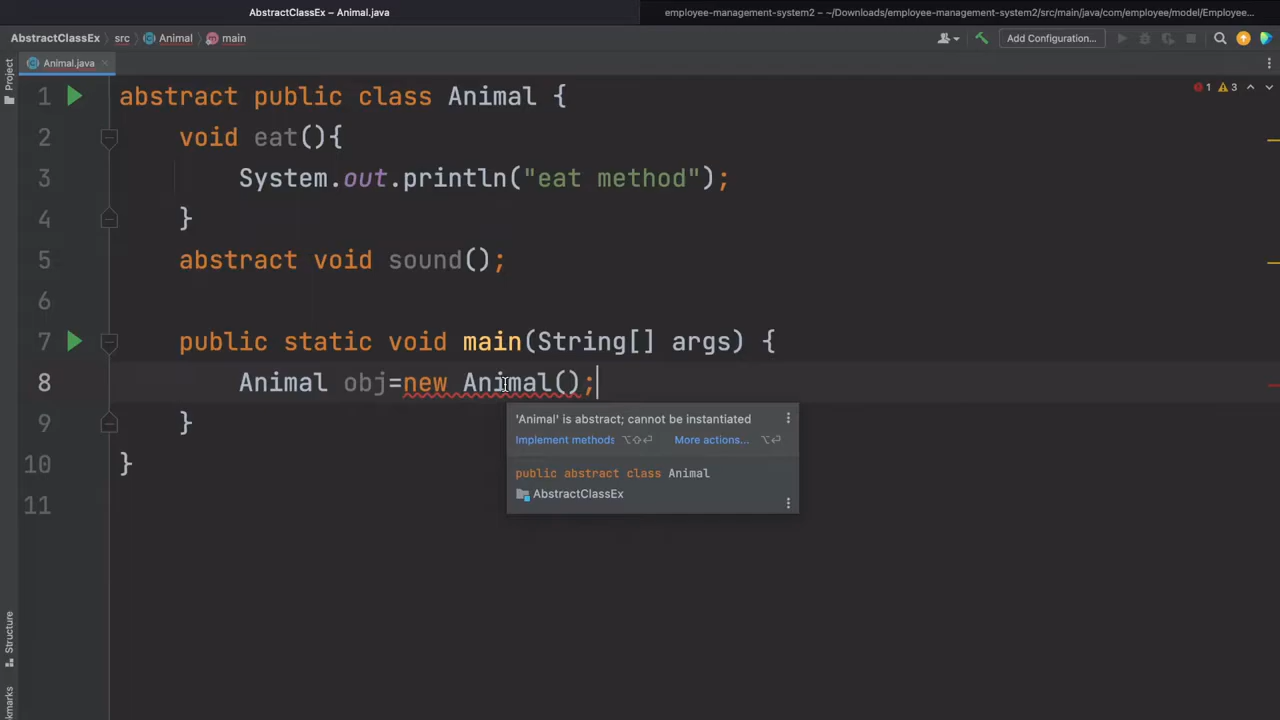 AbstractClassEx – Animal.java
employee-management-system2 – ~/Downloads/employee-management-system2/src/main/java/com/employee/model/Employee...
AbstractClassEx src Animal main
Add Configuration...
Project
Animal.java
1 abstract public class Animal {
1 3
2 void eat(){
3 System.out.println("eat method");
4 }
5 abstract void sound();
6
7 public static void main(String[] args) {
8 Animal obj=new Animal();
9 }
10 }
11
'Animal' is abstract; cannot be instantiated
Implement methods ⌥⇧⏎ More actions... ⌥⏎
public abstract class Animal
AbstractClassEx
Structure
kmarks